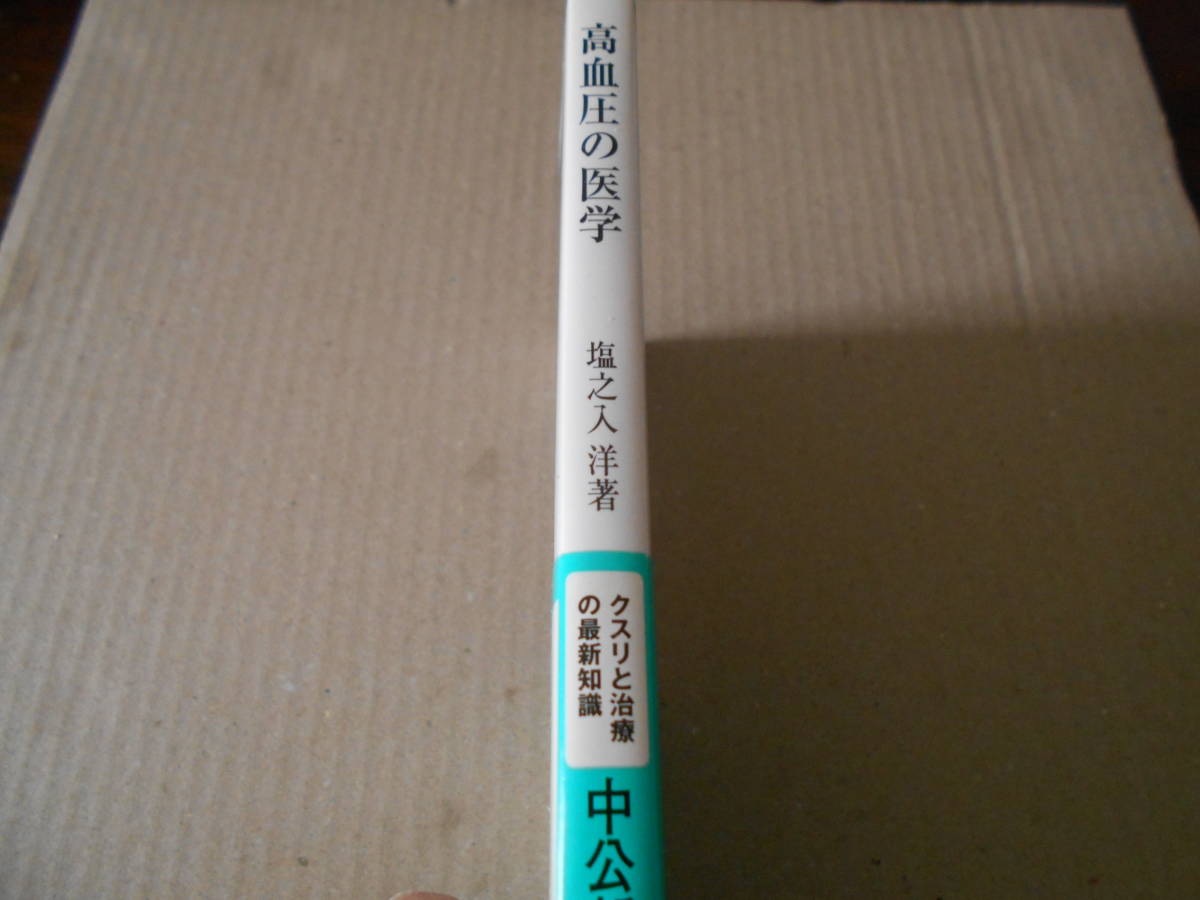 高血圧の医学
塩之入 洋著
クスリと治療
の最新知識
中公